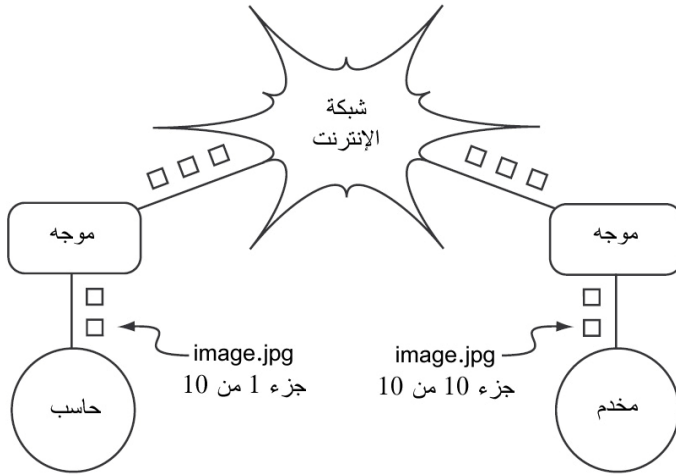 شبكة
الإنترنت
موجه
موجه
image.jpg
جزء 10 من 10
image.jpg
جزء 1 من 10
مخدم
حاسب